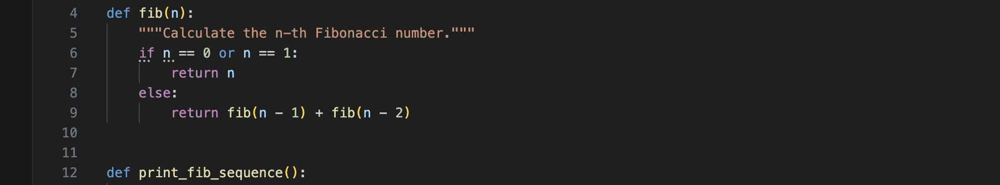 4 def fib(n):
5 """Calculate the n-th Fibonacci number."""
6 if n == 0 or n == 1:
7 return n
8 else:
9 return fib(n - 1) + fib(n - 2)
10
11
12 def print_fib_sequence():